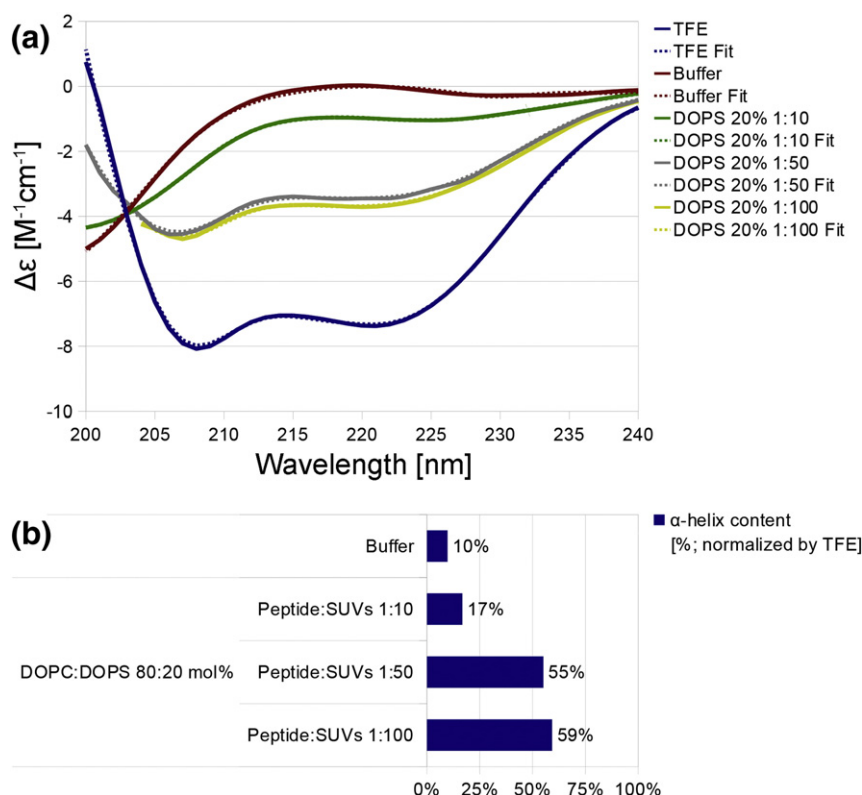 (a)
2
0
-2
-4
-6
-8
-10
Δε [M⁻¹cm⁻¹]
200 205 210 215 220 225 230 235 240
Wavelength [nm]
TFE
TFE Fit
Buffer
Buffer Fit
DOPS 20% 1:10
DOPS 20% 1:10 Fit
DOPS 20% 1:50
DOPS 20% 1:50 Fit
DOPS 20% 1:100
DOPS 20% 1:100 Fit
(b)
Buffer 10%
Peptide:SUVs 1:10 17%
DOPC:DOPS 80:20 mol% Peptide:SUVs 1:50 55%
Peptide:SUVs 1:100 59%
0% 25% 50% 75% 100%
α-helix content
[%; normalized by TFE]